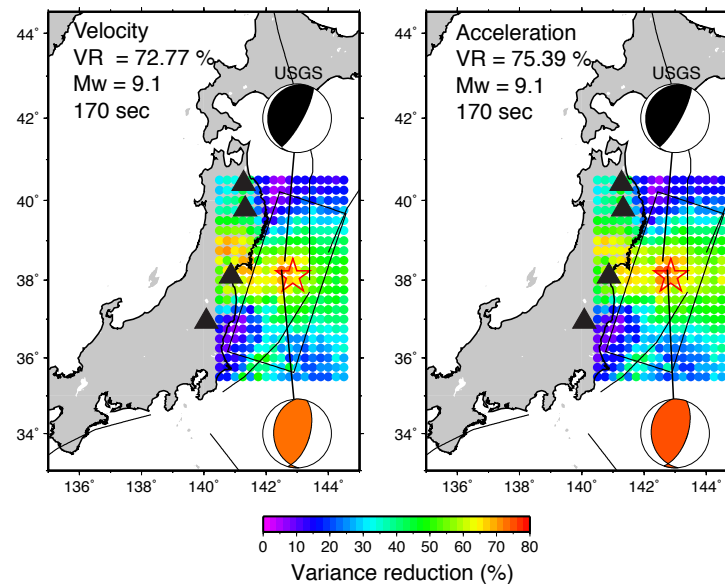 Velocity
VR = 72.77 %
Mw = 9.1
170 sec
USGS
44˚
42˚
40˚
38˚
36˚
34˚
136 138 140 142 144
Acceleration
VR = 75.39 %
Mw = 9.1
170 sec
USGS
44˚
42˚
40˚
38˚
36˚
34˚
136 138 140 142 144
0 10 20 30 40 50 60 70 80
Variance reduction (%)